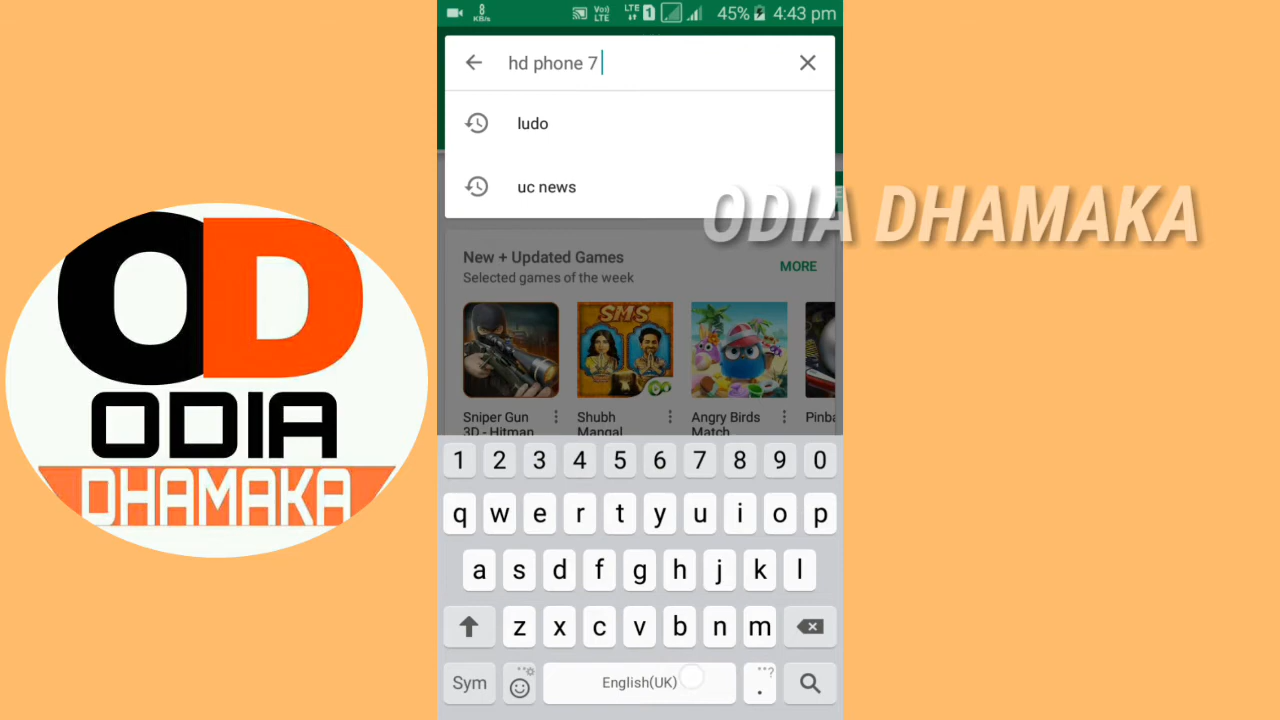 8
KB/s
Vo)
LTE
LTE
1
45%
4:43 pm
hd phone 7
ludo
uc news
ODIA DHAMAKA
New + Updated Games
Selected games of the week
MORE
SMS
Sniper Gun
3D - Hitman
Shubh
Mangal
Angry Birds
Match
Pinb
OD
ODIA
DHAMAKA
1 2 3 4 5 6 7 8 9 0
q w e r t y u i o p
a s d f g h j k l
z x c v b n m
Sym
English(UK)
. ?